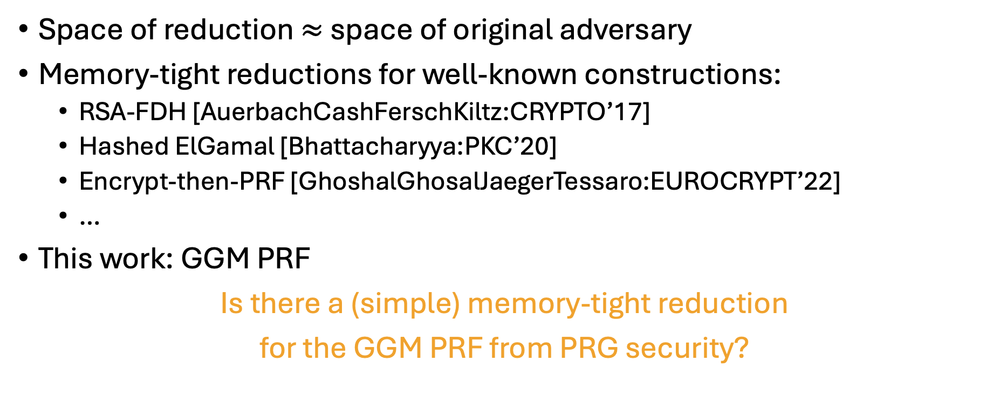 • Space of reduction ≈ space of original adversary
• Memory-tight reductions for well-known constructions:
• RSA-FDH [AuerbachCashFerschKiltz:CRYPTO’17]
• Hashed ElGamal [Bhattacharyya:PKC’20]
• Encrypt-then-PRF [GhoshalGhosalJaegerTessaro:EUROCRYPT’22]
• ...
• This work: GGM PRF
Is there a (simple) memory-tight reduction
for the GGM PRF from PRG security?